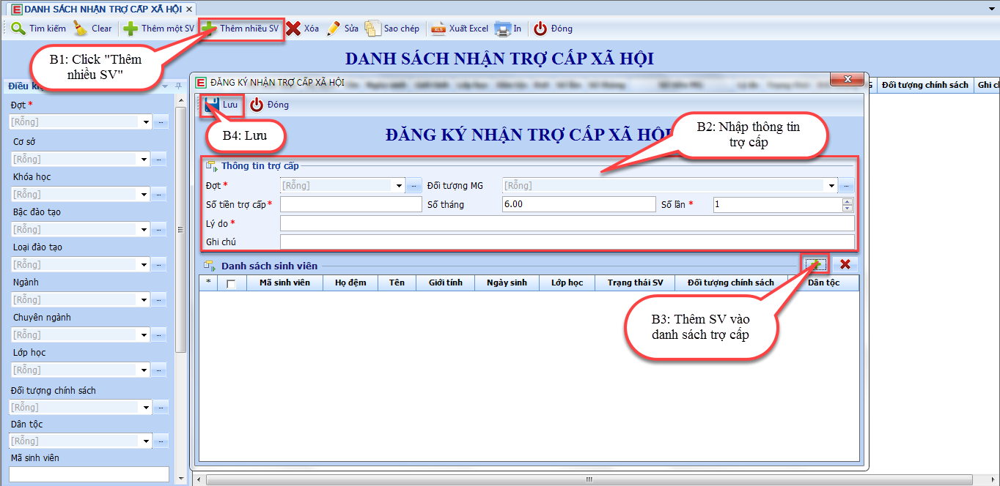 DANH SÁCH NHẬN TRỢ CẤP XÃ HỘI
Tìm kiếm Clear Thêm một SV Thêm nhiều SV Xóa Sửa Sao chép Xuất Excel In Đóng
DANH SÁCH NHẬN TRỢ CẤP XÃ HỘI
B1: Click "Thêm
nhiều SV"
Đợt *
[Rỗng]
Cơ sở
[Rỗng]
Khóa học
[Rỗng]
Bậc đào tạo
[Rỗng]
Loại đào tạo
[Rỗng]
Ngành
[Rỗng]
Chuyên ngành
[Rỗng]
Lớp học
[Rỗng]
Đối tượng chính sách
[Rỗng]
Dân tộc
[Rỗng]
Mã sinh viên
Đối tượng chính sách
ĐĂNG KÝ NHẬN TRỢ CẤP XÃ HỘI
Lưu Đóng
B4: Lưu
ĐĂNG KÝ NHẬN TRỢ CẤP XÃ HỘI
B2: Nhập thông tin
trợ cấp
Thông tin trợ cấp
Đợt * [Rỗng] Đối tượng MG [Rỗng]
Số tiền trợ cấp * Số tháng 6.00 Số lần * 1
Lý do *
Ghi chú
Danh sách sinh viên
* Mã sinh viên Họ đệm Tên Giới tính Ngày sinh Lớp học Trạng thái SV Đối tượng chính sách Dân tộc
B3: Thêm SV vào
danh sách trợ cấp